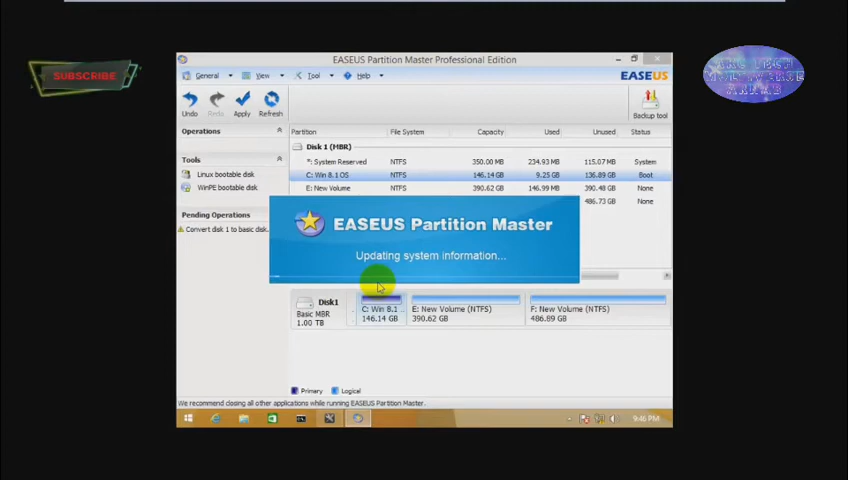 EASEUS Partition Master Professional Edition
SUBSCRIBE
General View Tool Help
EASEUS
Undo Redo Apply Refresh
Backup tool
Operations
Partition File System Capacity Used Unused Status
Disk 1 (MBR)
Tools
*: System Reserved NTFS 350.00 MB 234.93 MB 115.07 MB System
Linux bootable disk
C: Win 8.1 OS NTFS 146.14 GB 9.25 GB 136.89 GB Boot
WinPE bootable disk
E: New Volume NTFS 390.62 GB 146.99 MB 390.48 GB None
486.73 GB None
Pending Operations
Convert disk 1 to basic disk.
EASEUS Partition Master
Updating system information...
Disk1
Basic MBR
1.00 TB
C: Win 8.1 ..
146.14 GB
E: New Volume (NTFS)
390.62 GB
F: New Volume (NTFS)
486.89 GB
Primary Logical
We recommend closing all other applications while running EASEUS Partition Master.
9:46 PM